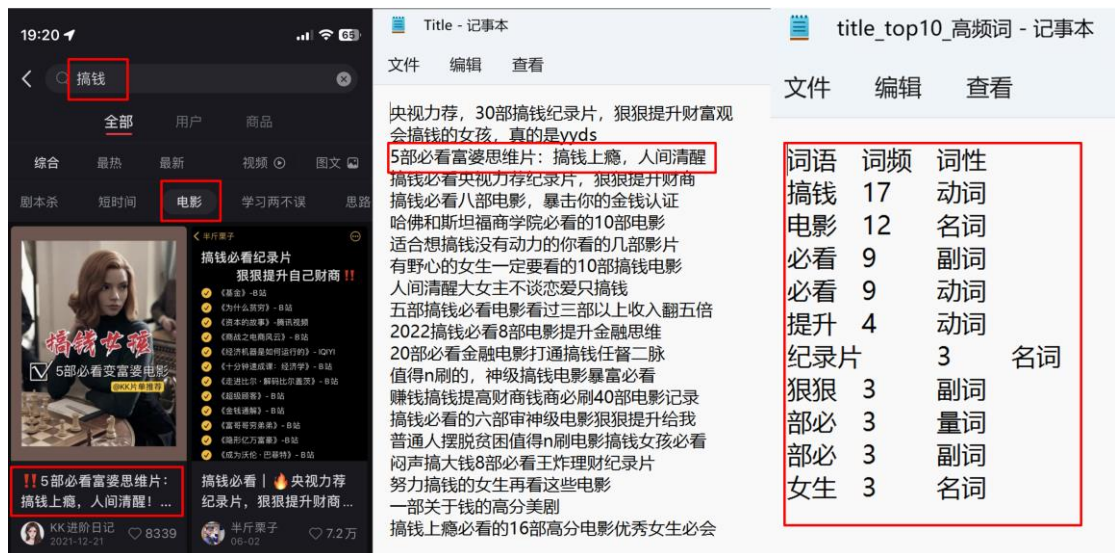 19:20
65
搞钱
全部 用户 商品
综合 最热 最新 视频 图文
剧本杀 短时间 电影 学习两不误 思路
搞钱女孩
5部必看变富婆电影
@KK片单推荐
半斤栗子
搞钱必看纪录片
狠狠提升自己财商‼️
《基金》-B站
《为什么贫穷》-B站
《资本的故事》-腾讯视频
《商战之电商风云》-B站
《经济机器是如何运行的》-IQIYI
《十分钟速成课：经济学》-B站
《走进比尔·解码比尔盖茨》-B站
《超级顾客》-B站
《金钱通解》-B站
《富哥哥穷弟弟》-B站
《隐形亿万富豪》-B站
《成为沃伦·巴菲特》-B站
‼️5部必看富婆思维片：
搞钱上瘾，人间清醒！...
KK进阶日记
2021-12-21
8339
搞钱必看｜🔥央视力荐
纪录片，狠狠提升财商...
半斤栗子
06-02
7.2万
Title - 记事本
文件 编辑 查看
央视力荐，30部搞钱纪录片，狠狠提升财富观
会搞钱的女孩，真的是yyds
5部必看富婆思维片：搞钱上瘾，人间清醒
搞钱必看央视力荐纪录片，狠狠提升财商
搞钱必看八部电影，暴击你的金钱认证
哈佛和斯坦福商学院必看的10部电影
适合想搞钱没有动力的你看的几部影片
有野心的女生一定要看的10部搞钱电影
人间清醒大女主不谈恋爱只搞钱
五部搞钱必看电影看过三部以上收入翻五倍
2022搞钱必看8部电影提升金融思维
20部必看金融电影打通搞钱任督二脉
值得n刷的，神级搞钱电影暴富必看
赚钱搞钱提高财商钱商必刷40部电影记录
搞钱必看的六部审神级电影狠狠提升给我
普通人摆脱贫困值得n刷电影搞钱女孩必看
闷声搞大钱8部必看王炸理财纪录片
努力搞钱的女生再看这些电影
一部关于钱的高分美剧
搞钱上瘾必看的16部高分电影优秀女生必会
title_top10_高频词 - 记事本
文件 编辑 查看
词语 词频 词性
搞钱 17 动词
电影 12 名词
必看 9 副词
必看 9 动词
提升 4 动词
纪录片 3 名词
狠狠 3 副词
部必 3 量词
部必 3 副词
女生 3 名词